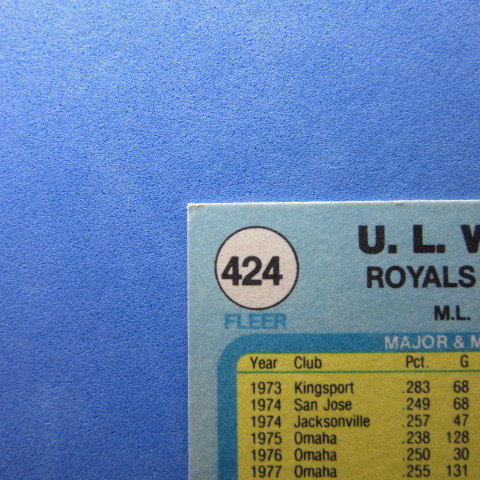 424
FLEER
U. L.
ROYALS
M.L.
MAJOR &
Year Club Pct. G
1973 Kingsport .283 68
1974 San Jose .249 68
1974 Jacksonville .257 47
1975 Omaha .238 128
1976 Omaha .250 30
1977 Omaha .255 131